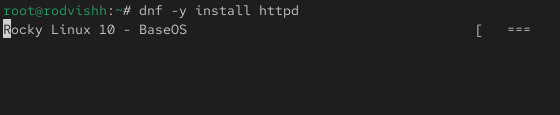 root@rodvishh:~# dnf -y install httpd
Rocky Linux 10 - BaseOS                                     [   ===